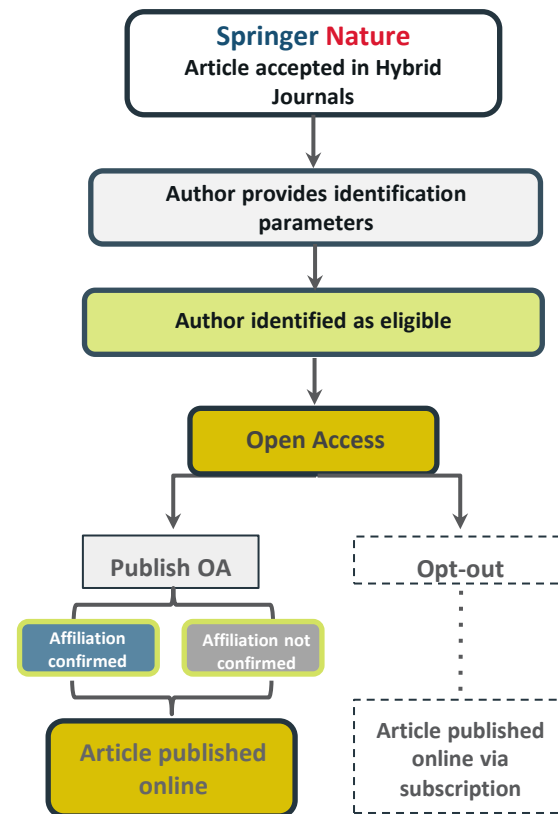 Springer Nature
Article accepted in Hybrid
Journals
Author provides identification
parameters
Author identified as eligible
Open Access
Publish OA
Opt-out
Affiliation
confirmed
Affiliation not
confirmed
Article published
online
Article published
online via
subscription